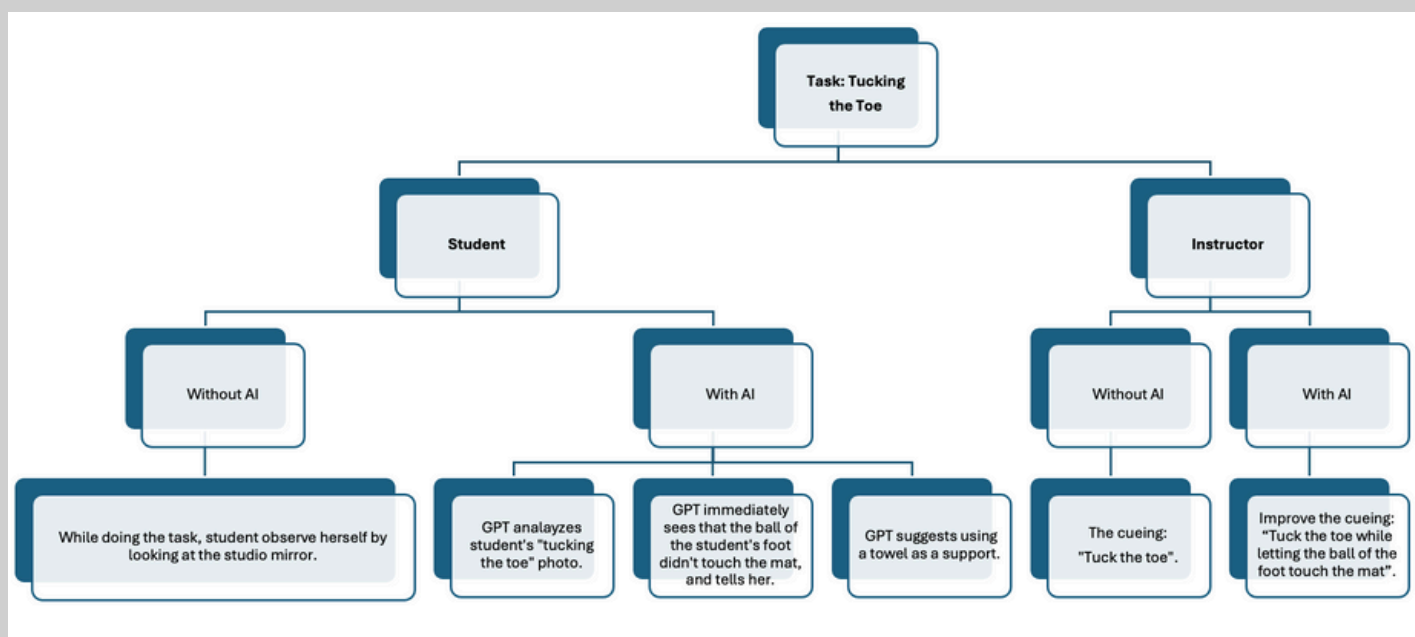 Task: Tucking
the Toe
Student
Instructor
Without AI
With AI
Without AI
With AI
While doing the task, student observe herself by
looking at the studio mirror.
GPT analayzes
student's "tucking
the toe" photo.
GPT immediately
sees that the ball of
the student's foot
didn't touch the mat,
and tells her.
GPT suggests using
a towel as a support.
The cueing:
"Tuck the toe".
Improve the cueing:
“Tuck the toe while
letting the ball of the
foot touch the mat”.